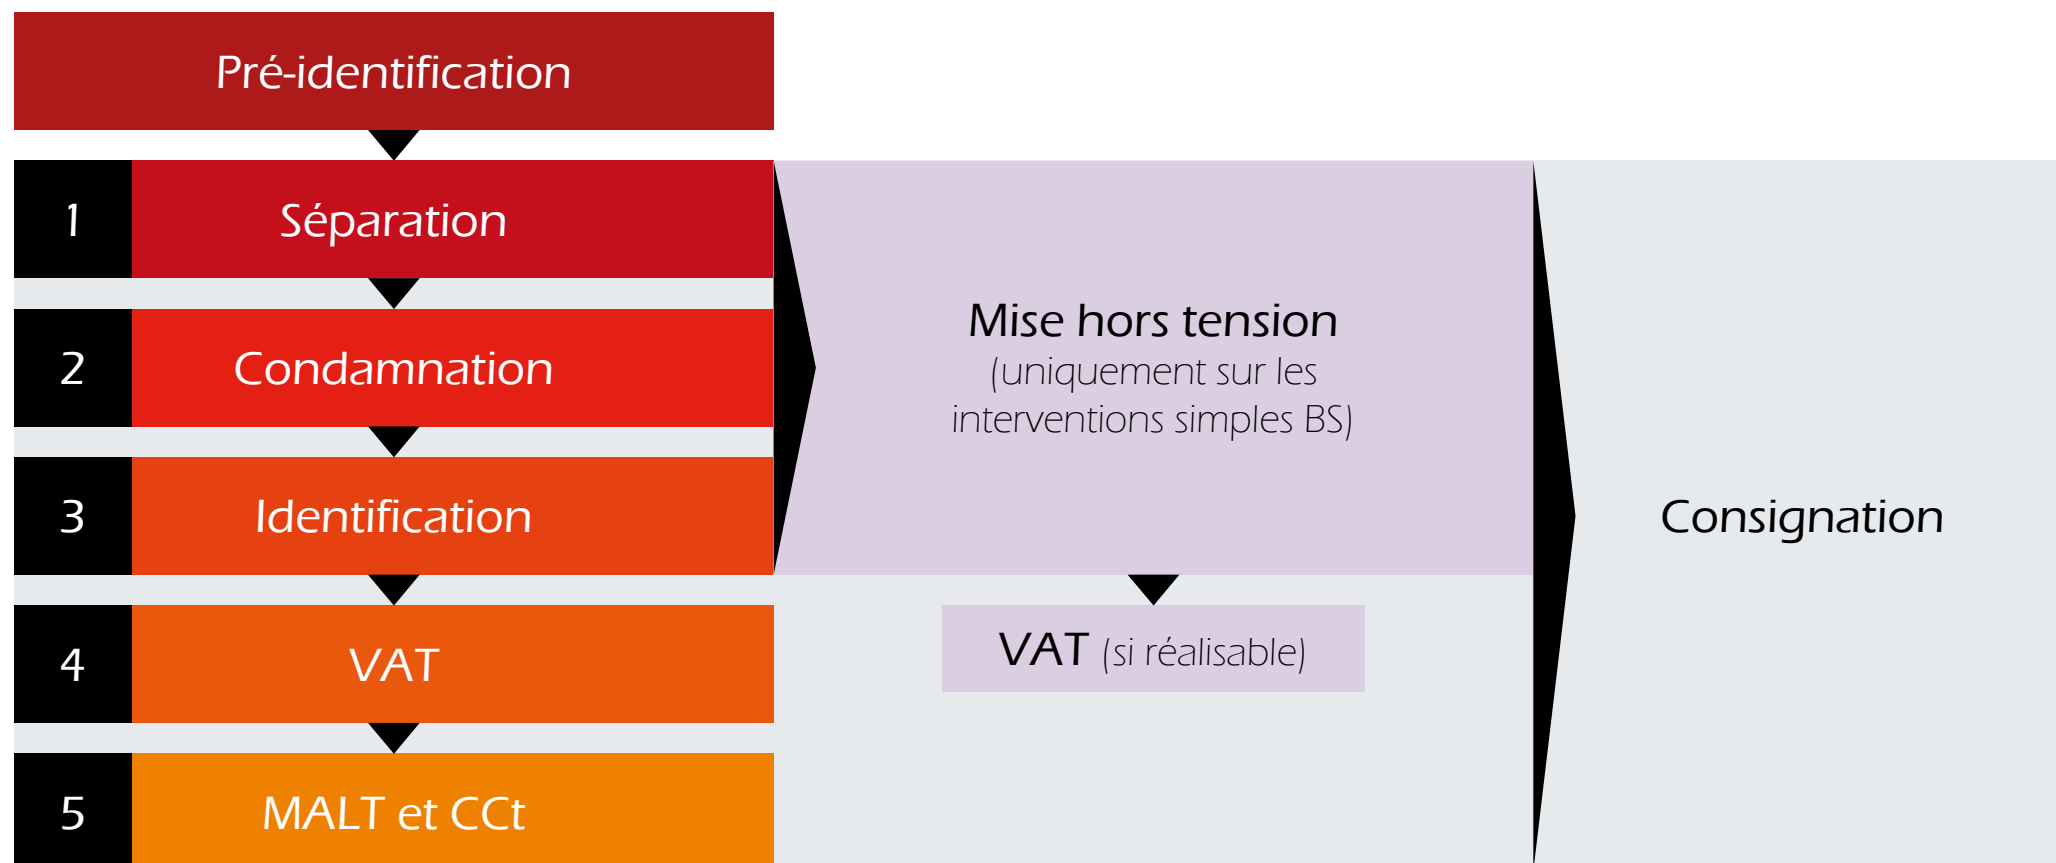 Pré-identification
1 Séparation
2 Condamnation
3 Identification
4 VAT
5 MALT et CCt
Mise hors tension
(uniquement sur les
interventions simples BS)
VAT (si réalisable)
Consignation